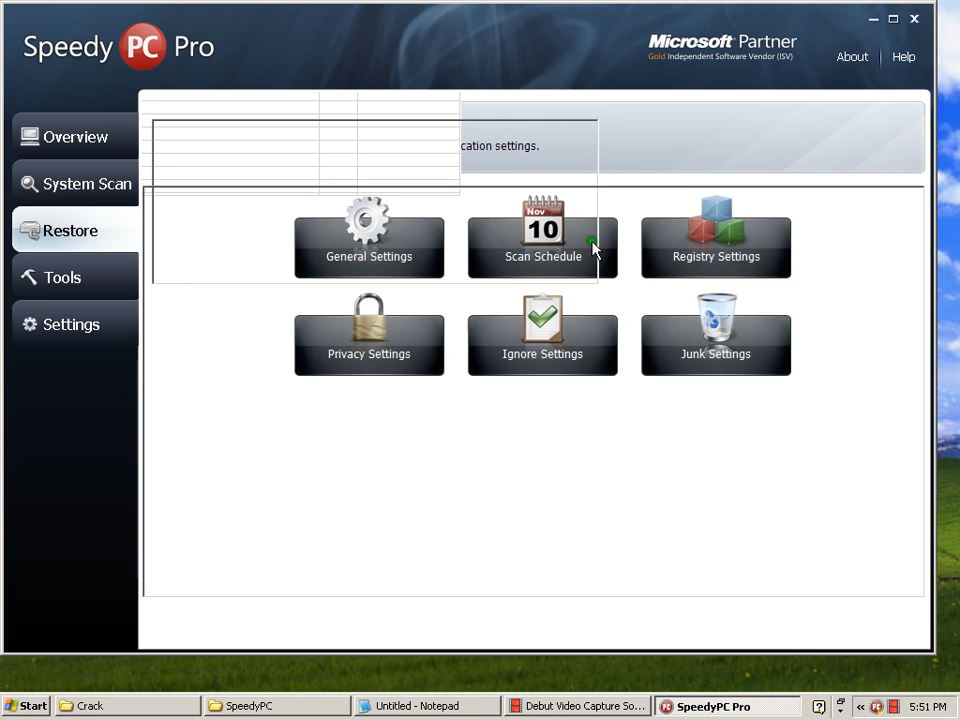 Speedy PC Pro
Microsoft Partner
Gold Independent Software Vendor (ISV)
About
Help
Overview
System Scan
Restore
Tools
Settings
cation settings.
Nov
10
General Settings
Scan Schedule
Registry Settings
Privacy Settings
Ignore Settings
Junk Settings
Start
Crack
SpeedyPC
Untitled - Notepad
Debut Video Capture So...
SpeedyPC Pro
5:51 PM